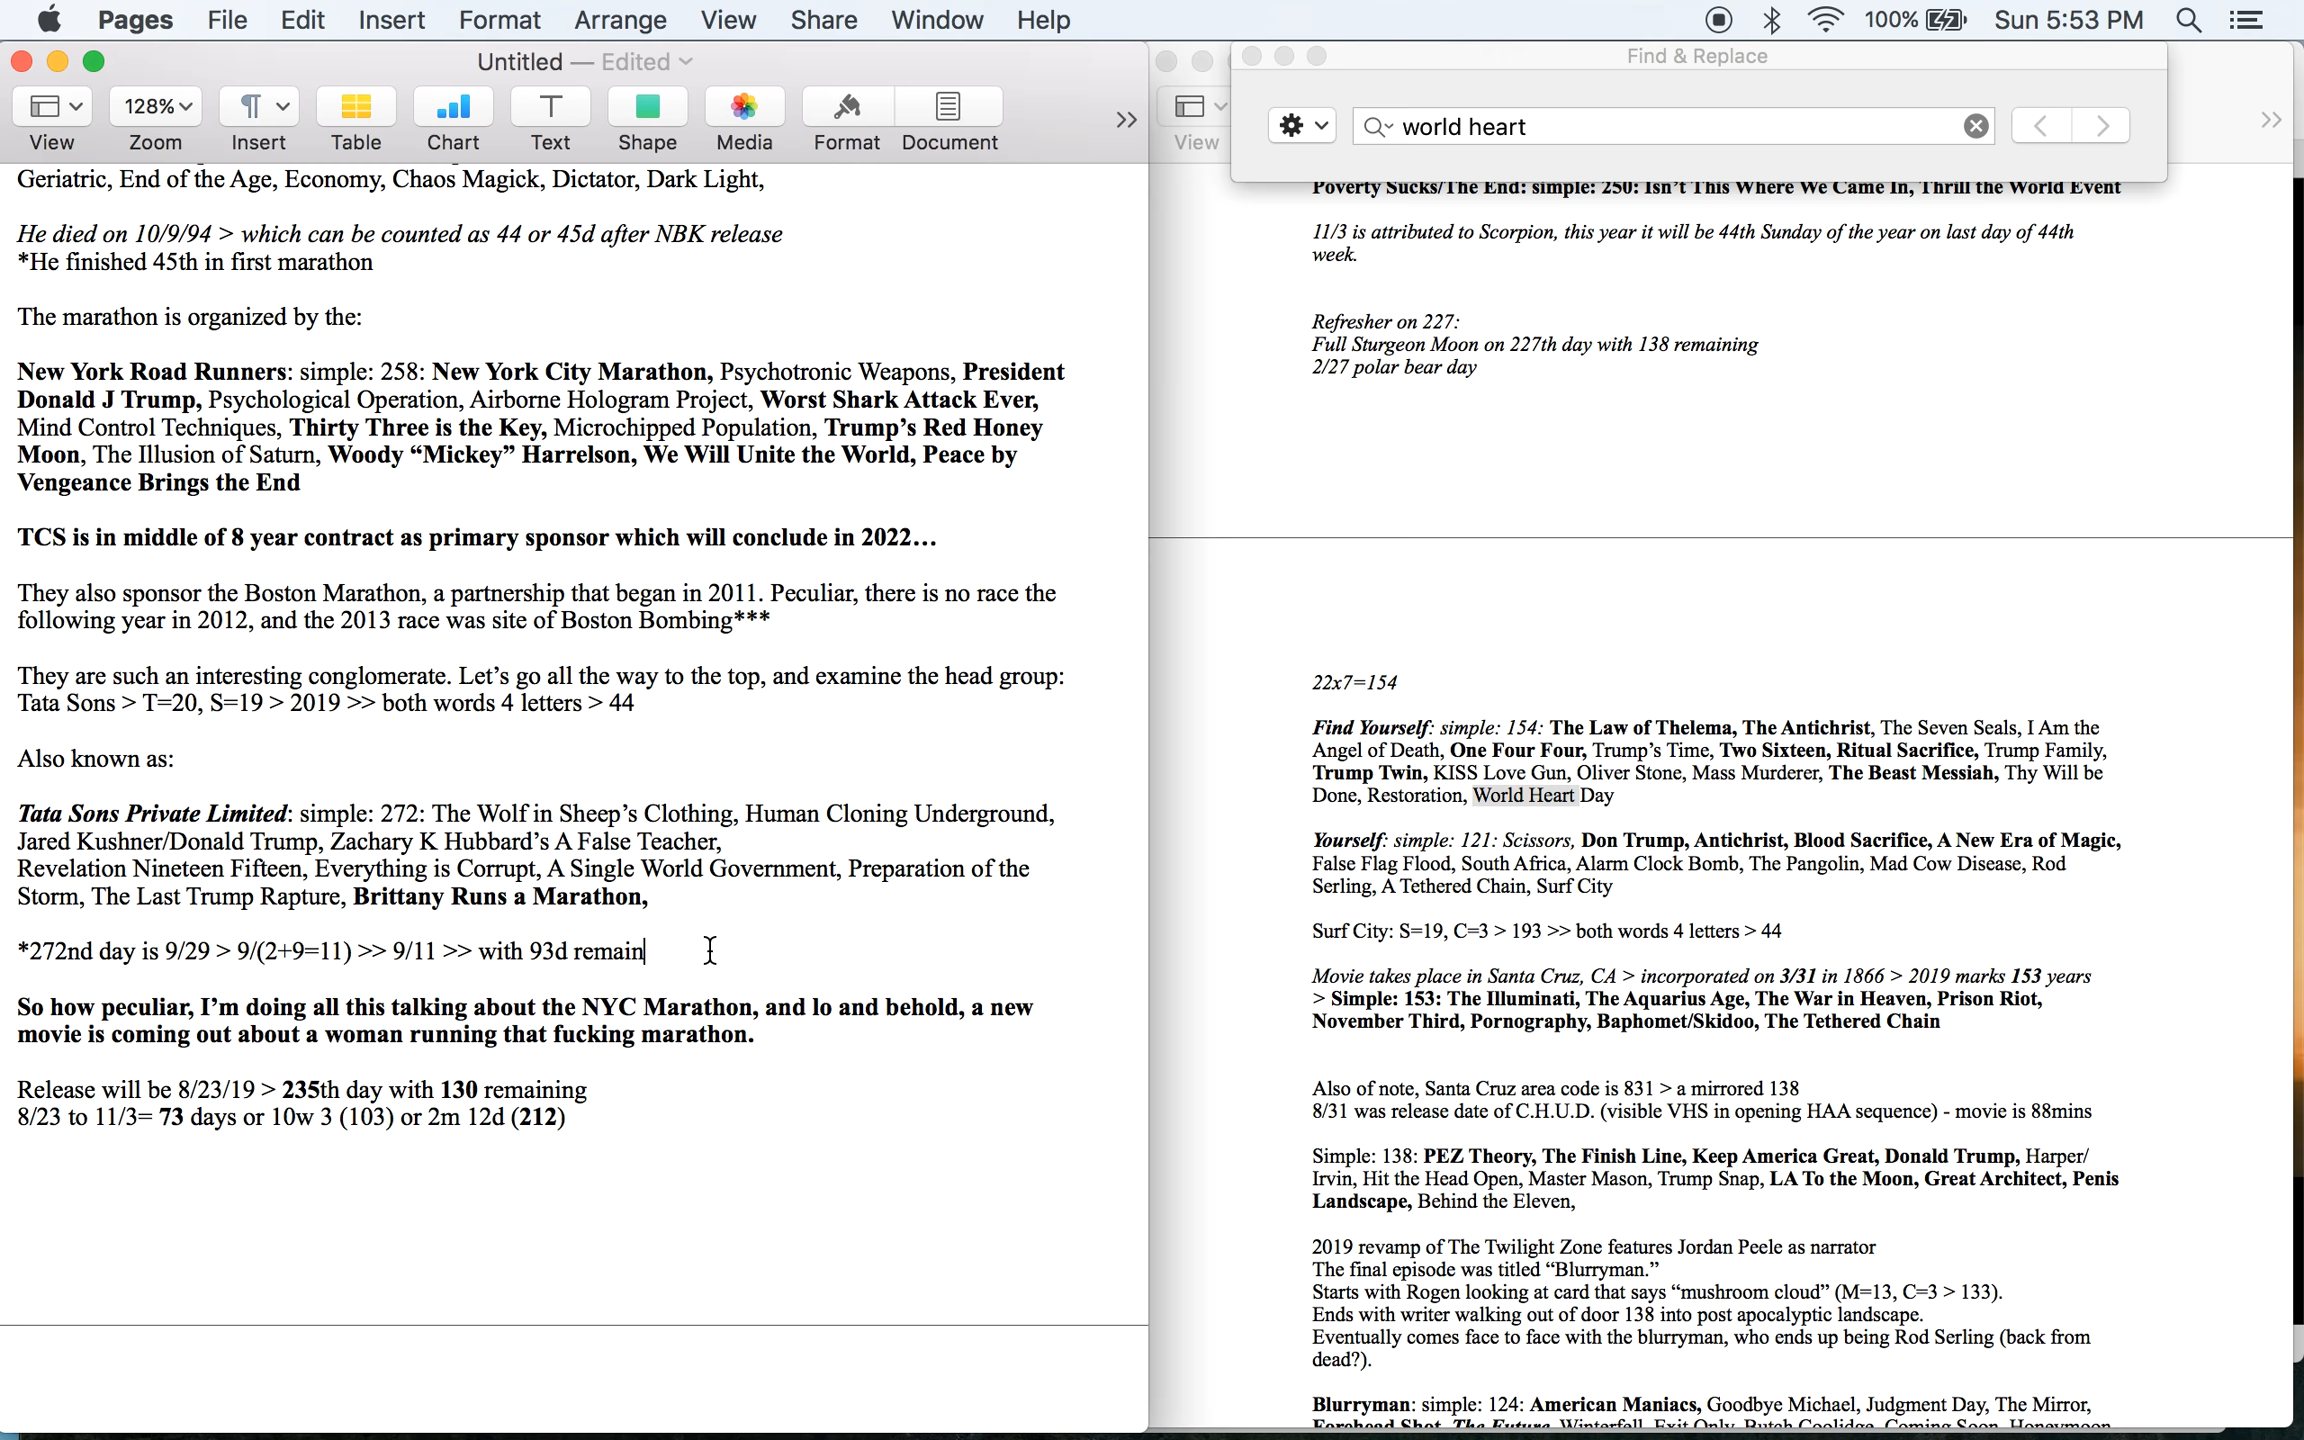 Pages File Edit Insert Format Arrange View Share Window Help 100% Sun 5:53 PM
Untitled — Edited
128%
View Zoom Insert Table Chart Text Shape Media Format Document
Geriatric, End of the Age, Economy, Chaos Magick, Dictator, Dark Light,
He died on 10/9/94 > which can be counted as 44 or 45d after NBK release
*He finished 45th in first marathon
The marathon is organized by the:
New York Road Runners: simple: 258: New York City Marathon, Psychotronic Weapons, President
Donald J Trump, Psychological Operation, Airborne Hologram Project, Worst Shark Attack Ever,
Mind Control Techniques, Thirty Three is the Key, Microchipped Population, Trump’s Red Honey
Moon, The Illusion of Saturn, Woody “Mickey” Harrelson, We Will Unite the World, Peace by
Vengeance Brings the End
TCS is in middle of 8 year contract as primary sponsor which will conclude in 2022…
They also sponsor the Boston Marathon, a partnership that began in 2011. Peculiar, there is no race the
following year in 2012, and the 2013 race was site of Boston Bombing***
They are such an interesting conglomerate. Let’s go all the way to the top, and examine the head group:
Tata Sons > T=20, S=19 > 2019 >> both words 4 letters > 44
Also known as:
Tata Sons Private Limited: simple: 272: The Wolf in Sheep’s Clothing, Human Cloning Underground,
Jared Kushner/Donald Trump, Zachary K Hubbard’s A False Teacher,
Revelation Nineteen Fifteen, Everything is Corrupt, A Single World Government, Preparation of the
Storm, The Last Trump Rapture, Brittany Runs a Marathon,
*272nd day is 9/29 > 9/(2+9=11) >> 9/11 >> with 93d remain
So how peculiar, I’m doing all this talking about the NYC Marathon, and lo and behold, a new
movie is coming out about a woman running that fucking marathon.
Release will be 8/23/19 > 235th day with 130 remaining
8/23 to 11/3= 73 days or 10w 3 (103) or 2m 12d (212)
Find & Replace
world heart
View
Poverty Sucks/The End: simple: 250: Isn’t This Where We Came In, Thrill the World Event
11/3 is attributed to Scorpion, this year it will be 44th Sunday of the year on last day of 44th
week.
Refresher on 227:
Full Sturgeon Moon on 227th day with 138 remaining
2/27 polar bear day
22x7=154
Find Yourself: simple: 154: The Law of Thelema, The Antichrist, The Seven Seals, I Am the
Angel of Death, One Four Four, Trump’s Time, Two Sixteen, Ritual Sacrifice, Trump Family,
Trump Twin, KISS Love Gun, Oliver Stone, Mass Murderer, The Beast Messiah, Thy Will be
Done, Restoration, World Heart Day
Yourself: simple: 121: Scissors, Don Trump, Antichrist, Blood Sacrifice, A New Era of Magic,
False Flag Flood, South Africa, Alarm Clock Bomb, The Pangolin, Mad Cow Disease, Rod
Serling, A Tethered Chain, Surf City
Surf City: S=19, C=3 > 193 >> both words 4 letters > 44
Movie takes place in Santa Cruz, CA > incorporated on 3/31 in 1866 > 2019 marks 153 years
> Simple: 153: The Illuminati, The Aquarius Age, The War in Heaven, Prison Riot,
November Third, Pornography, Baphomet/Skidoo, The Tethered Chain
Also of note, Santa Cruz area code is 831 > a mirrored 138
8/31 was release date of C.H.U.D. (visible VHS in opening HAA sequence) - movie is 88mins
Simple: 138: PEZ Theory, The Finish Line, Keep America Great, Donald Trump, Harper/
Irvin, Hit the Head Open, Master Mason, Trump Snap, LA To the Moon, Great Architect, Penis
Landscape, Behind the Eleven,
2019 revamp of The Twilight Zone features Jordan Peele as narrator
The final episode was titled “Blurryman.”
Starts with Rogen looking at card that says “mushroom cloud” (M=13, C=3 > 133).
Ends with writer walking out of door 138 into post apocalyptic landscape.
Eventually comes face to face with the blurryman, who ends up being Rod Serling (back from
dead?).
Blurryman: simple: 124: American Maniacs, Goodbye Michael, Judgment Day, The Mirror,
Forehead Shot, The Future, Winterfell, Exit Only, Butch Coolidge, Coming Soon, Honeymoon